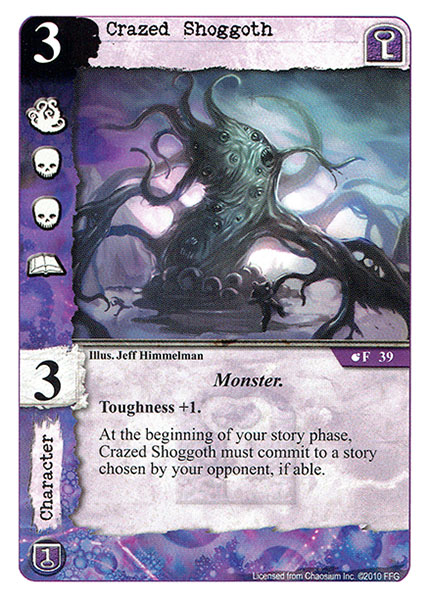 3
Crazed Shoggoth
Illus. Jeff Himmelman
F 39
3
Monster.
Toughness +1.
At the beginning of your story phase,
Crazed Shoggoth must commit to a story
chosen by your opponent, if able.
Character
1
Licensed from Chaosium Inc. ©2010 FFG